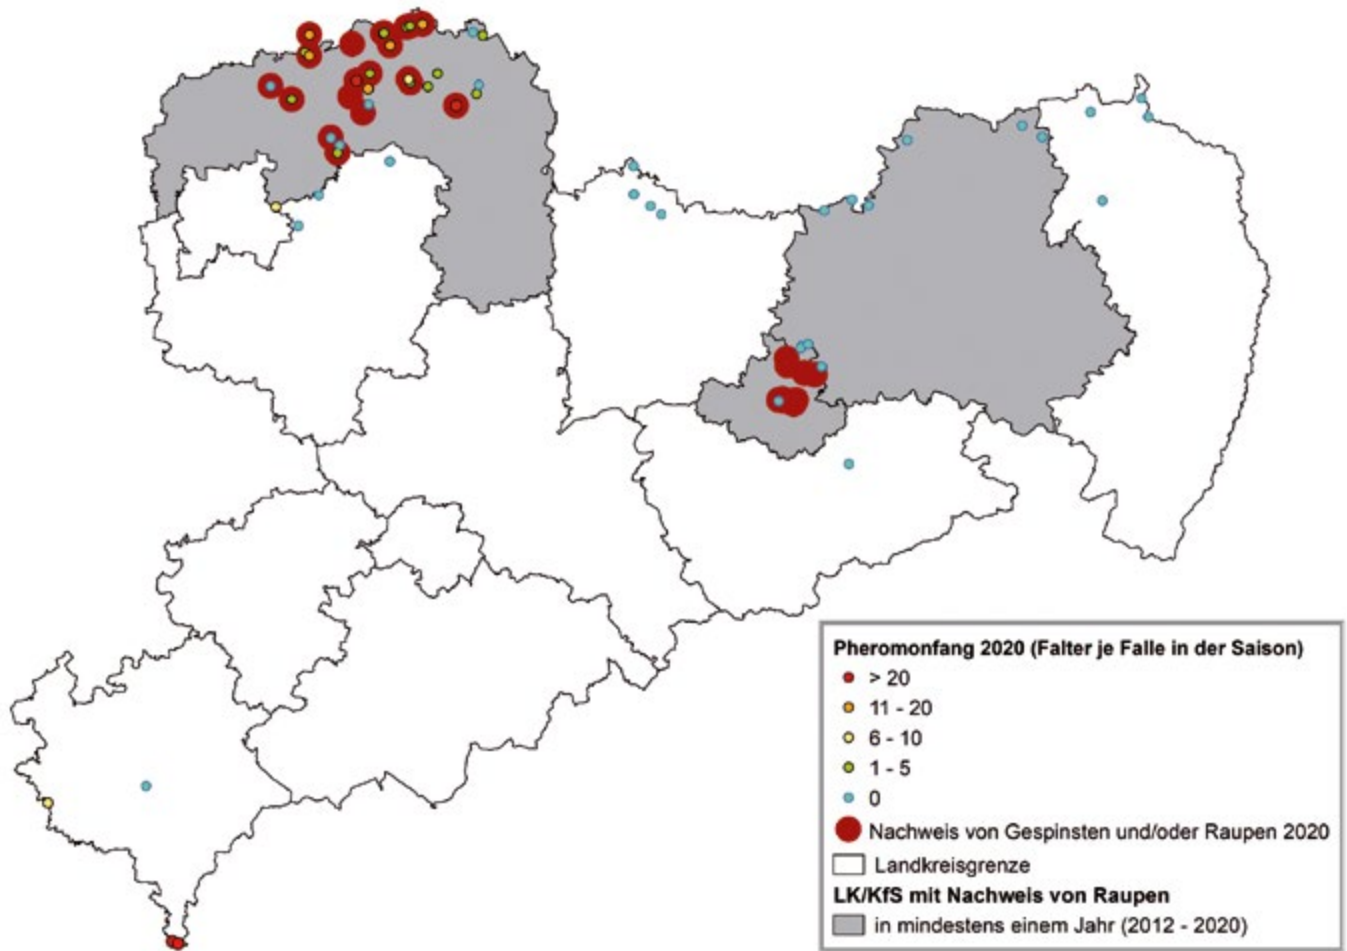 Pheromonfang 2020 (Falter je Falle in der Saison)
> 20
11 - 20
6 - 10
1 - 5
0
Nachweis von Gespinsten und/oder Raupen 2020
Landkreisgrenze
LK/KfS mit Nachweis von Raupen
in mindestens einem Jahr (2012 - 2020)